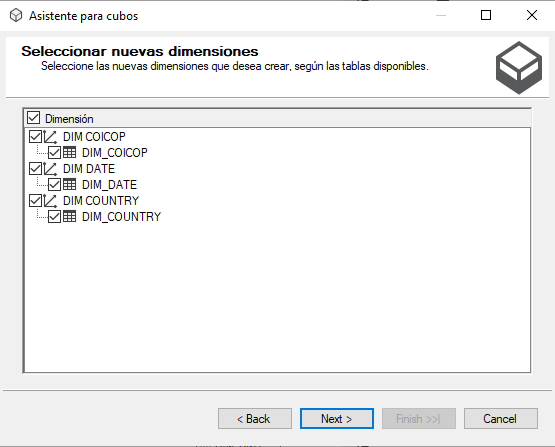 Asistente para cubos
Seleccionar nuevas dimensiones
Seleccione las nuevas dimensiones que desea crear, según las tablas disponibles.
Dimensión
DIM COICOP
DIM_COICOP
DIM DATE
DIM_DATE
DIM COUNTRY
DIM_COUNTRY
< Back
Next >
Finish >>|
Cancel